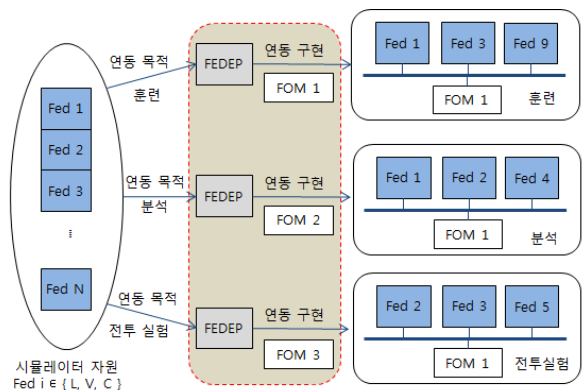 연동 목적
훈련
FEDEP
연동 구현
FOM 1
Fed 1
Fed 3
Fed 9
FOM 1
훈련
Fed 1
Fed 2
Fed 3
⁞
Fed N
연동 목적
분석
FEDEP
연동 구현
FOM 2
Fed 1
Fed 2
Fed 4
FOM 1
분석
연동 목적
전투 실험
FEDEP
연동 구현
FOM 3
Fed 2
Fed 3
Fed 5
FOM 1
전투실험
시뮬레이터 자원
Fed i ∈ { L, V, C }